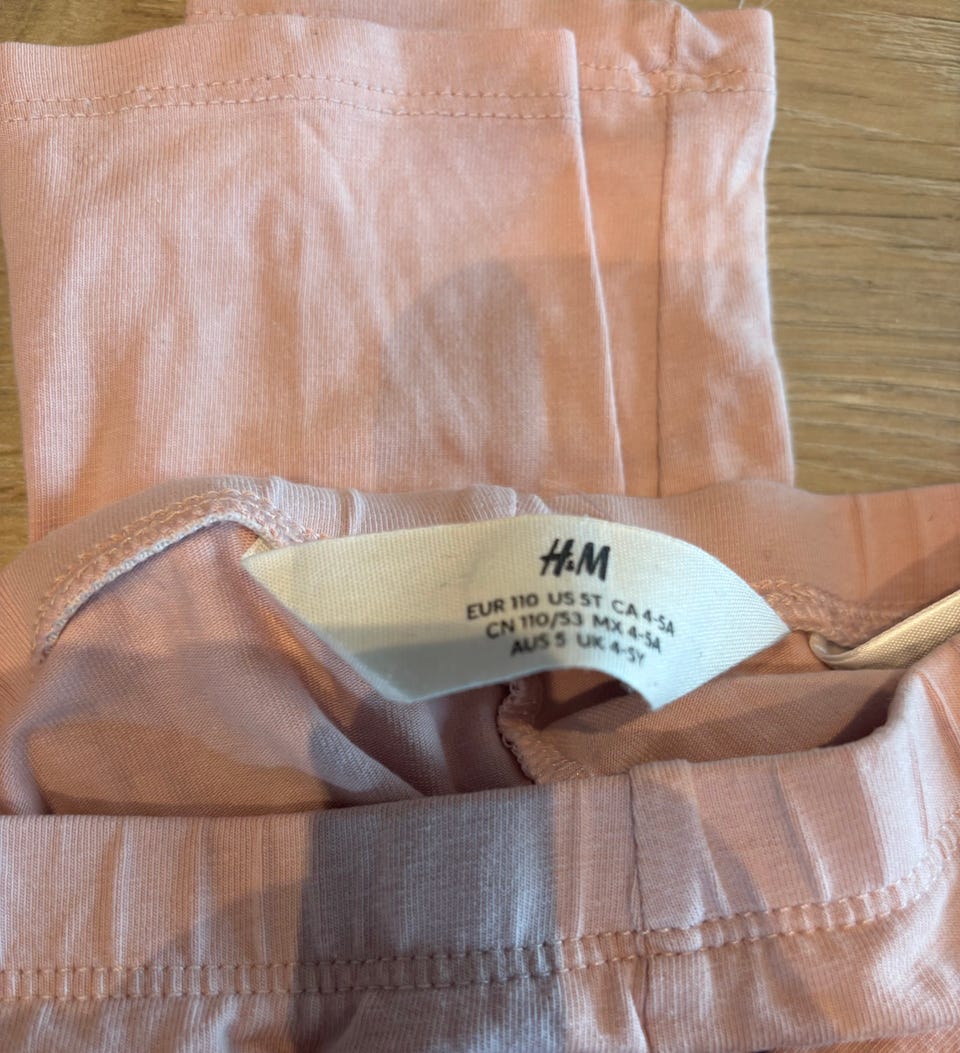 H&M
EUR 110 US 5T CA 4-5A
CN 110/53 MX 4-5A
AUS 5 UK 4-5Y